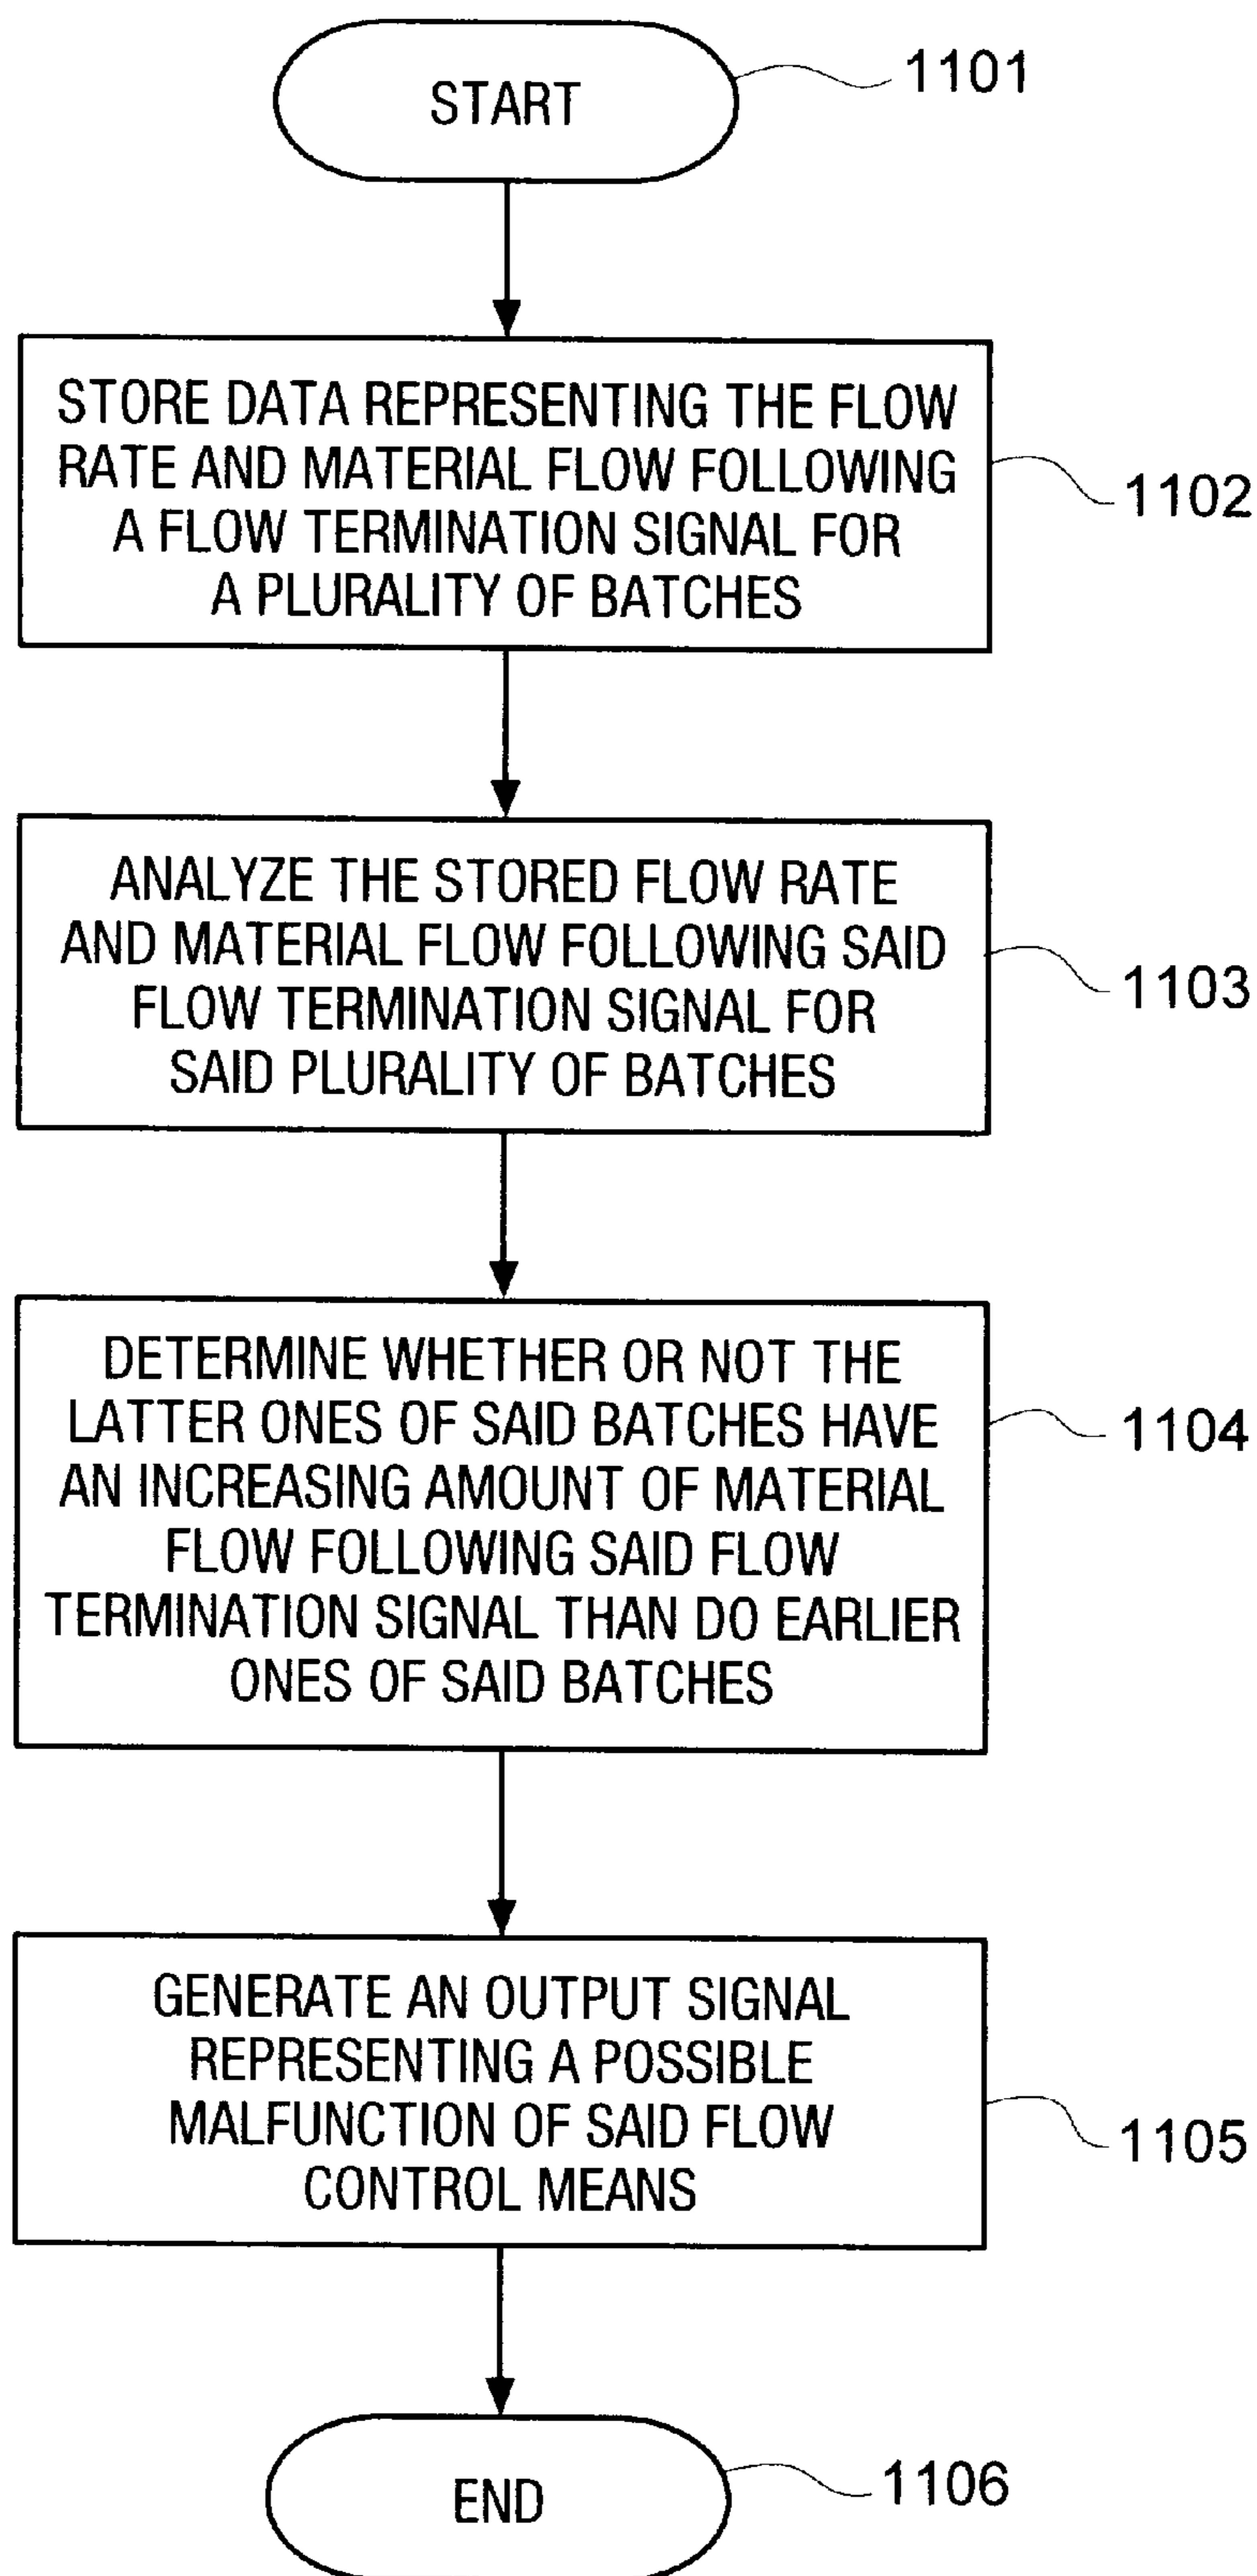 START
1101
STORE DATA REPRESENTING THE FLOW
RATE AND MATERIAL FLOW FOLLOWING
A FLOW TERMINATION SIGNAL FOR
A PLURALITY OF BATCHES
1102
ANALYZE THE STORED FLOW RATE
AND MATERIAL FLOW FOLLOWING SAID
FLOW TERMINATION SIGNAL FOR
SAID PLURALITY OF BATCHES
1103
DETERMINE WHETHER OR NOT THE
LATTER ONES OF SAID BATCHES HAVE
AN INCREASING AMOUNT OF MATERIAL
FLOW FOLLOWING SAID FLOW
TERMINATION SIGNAL THAN DO EARLIER
ONES OF SAID BATCHES
1104
GENERATE AN OUTPUT SIGNAL
REPRESENTING A POSSIBLE
MALFUNCTION OF SAID FLOW
CONTROL MEANS
1105
END
1106